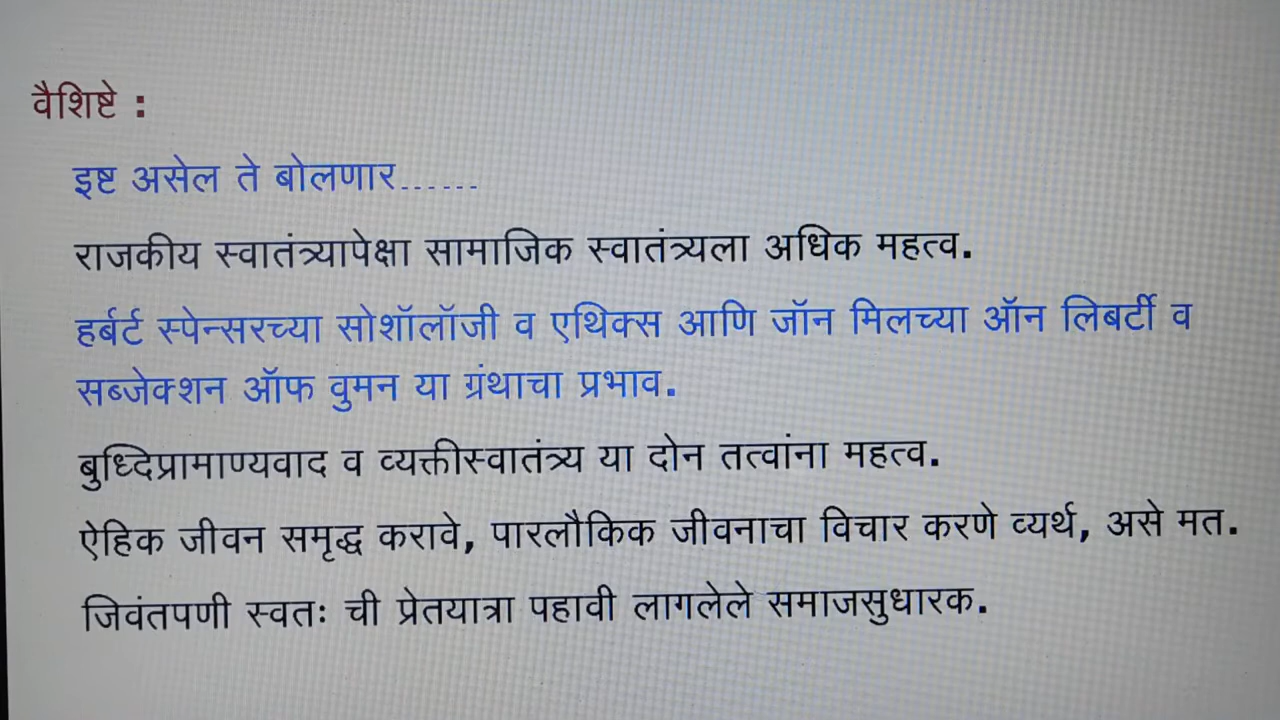 वैशिष्टे :
इष्ट असेल ते बोलणार......
राजकीय स्वातंत्र्यापेक्षा सामाजिक स्वातंत्र्यला अधिक महत्व.
हर्बर्ट स्पेन्सरच्या सोशॉलॉजी व एथिक्स आणि जॉन मिलच्या ऑन लिबर्टी व
सब्जेक्शन ऑफ वुमन या ग्रंथाचा प्रभाव.
बुध्दिप्रामाण्यवाद व व्यक्तीस्वातंत्र्य या दोन तत्वांना महत्व.
ऐहिक जीवन समृद्ध करावे, पारलौकिक जीवनाचा विचार करणे व्यर्थ, असे मत.
जिवंतपणी स्वतः ची प्रेतयात्रा पहावी लागलेले समाजसुधारक.